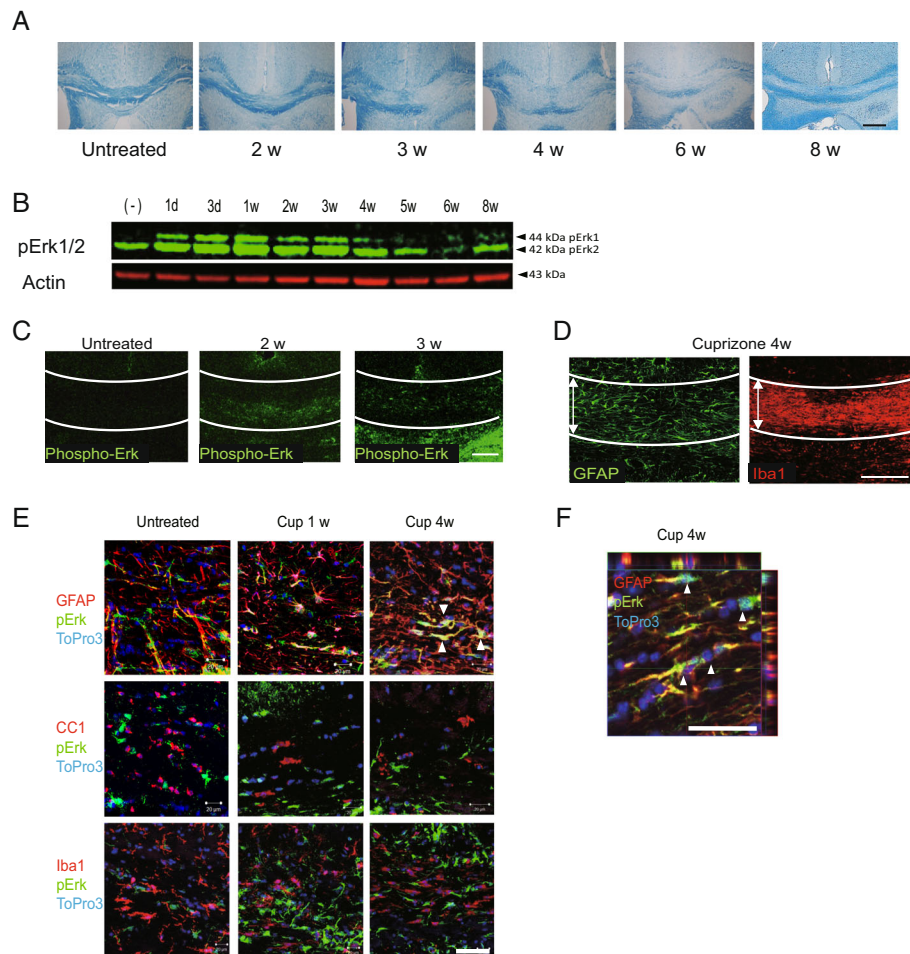 A
Untreated 2 w 3 w 4 w 6 w 8 w
B
(-) 1d 3d 1w 2w 3w 4w 5w 6w 8w
pErk1/2
44 kDa pErk1
42 kDa pErk2
Actin
43 kDa
C
Untreated 2 w 3 w
Phospho-Erk Phospho-Erk Phospho-Erk
D
Cuprizone 4w
GFAP Iba1
E
Untreated Cup 1 w Cup 4w
GFAP
pErk
ToPro3
CC1
pErk
ToPro3
20 µm
Iba1
pErk
ToPro3
F
Cup 4w
GFAP
pErk
ToPro3